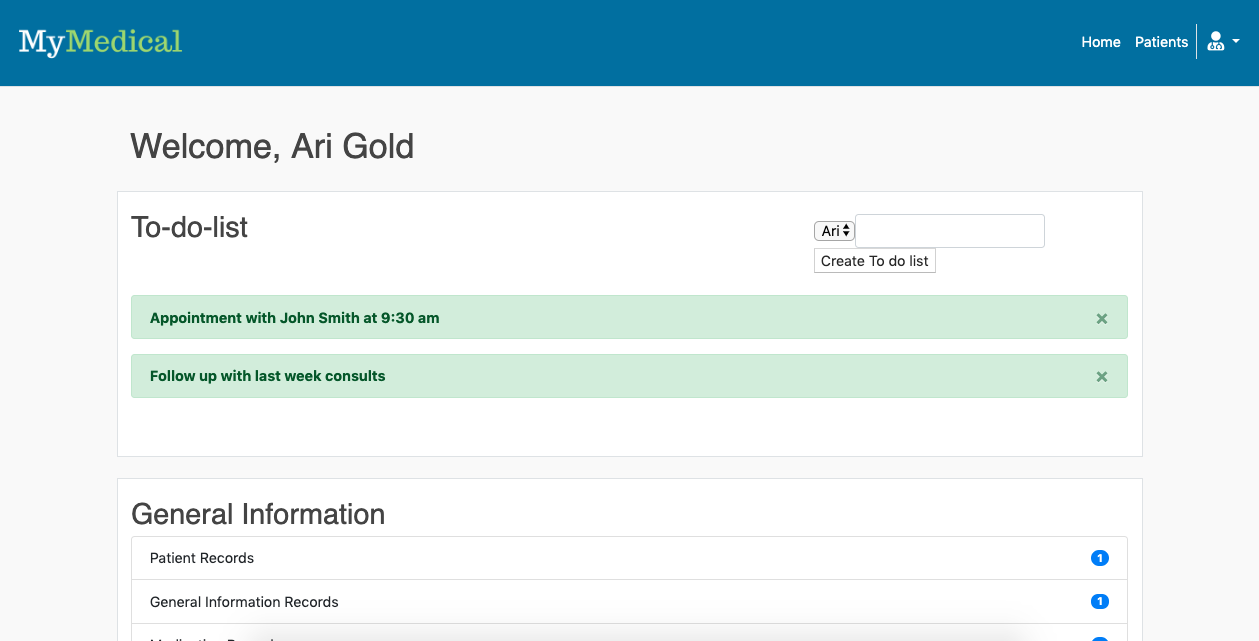 MyMedical
Home Patients
Welcome, Ari Gold
To-do-list
Ari
Create To do list
Appointment with John Smith at 9:30 am ×
Follow up with last week consults ×
General Information
Patient Records 1
General Information Records 1